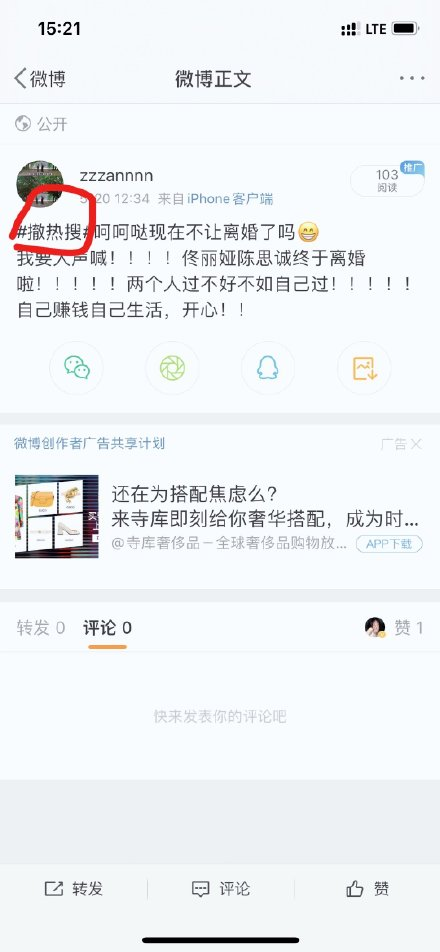 15:21
LTE
微博
微博正文
公开
zzzannnn
5-20 12:34 来自iPhone客户端
103
阅读
推广
#撤热搜#呵呵哒现在不让离婚了吗😁
我要大声喊！！！！佟丽娅陈思诚终于离婚
啦！！！！！两个人过不好不如自己过！！！！！
自己赚钱自己生活，开心！！
微博创作者广告共享计划
广告
还在为搭配焦虑么？
来寺库即刻给你奢华搭配，成为时...
@寺库奢侈品－全球奢侈品购物放...
APP下载
转发 0
评论 0
赞 1
快来发表你的评论吧
转发
评论
赞